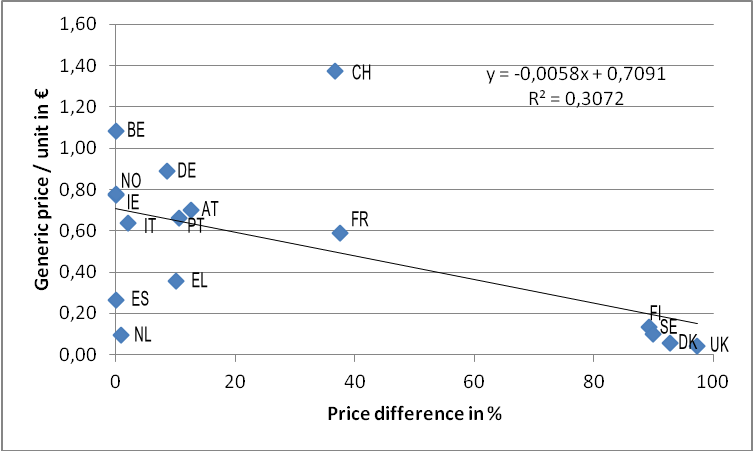 1,60
1,40
1,20
1,00
0,80
0,60
0,40
0,20
0,00
Generic price / unit in €
y = -0,0058x + 0,7091
R² = 0,3072
CH
BE
DE
NO
IE
AT
IT
PT
FR
EL
ES
NL
FI
SE
DK
UK
0
20
40
60
80
100
Price difference in %